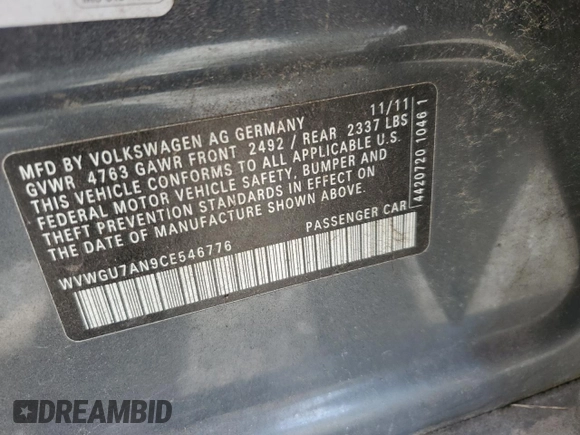 MFD BY VOLKSWAGEN AG GERMANY 11/11
GVWR 4763 GAWR FRONT 2492 / REAR 2337 LBS
THIS VEHICLE CONFORMS TO ALL APPLICABLE U.S.
FEDERAL MOTOR VEHICLE SAFETY, BUMPER AND
THEFT PREVENTION STANDARDS IN EFFECT ON
THE DATE OF MANUFACTURE SHOWN ABOVE.
WVWGU7AN9CE546776 PASSENGER CAR
4420720 10461
DREAMBID